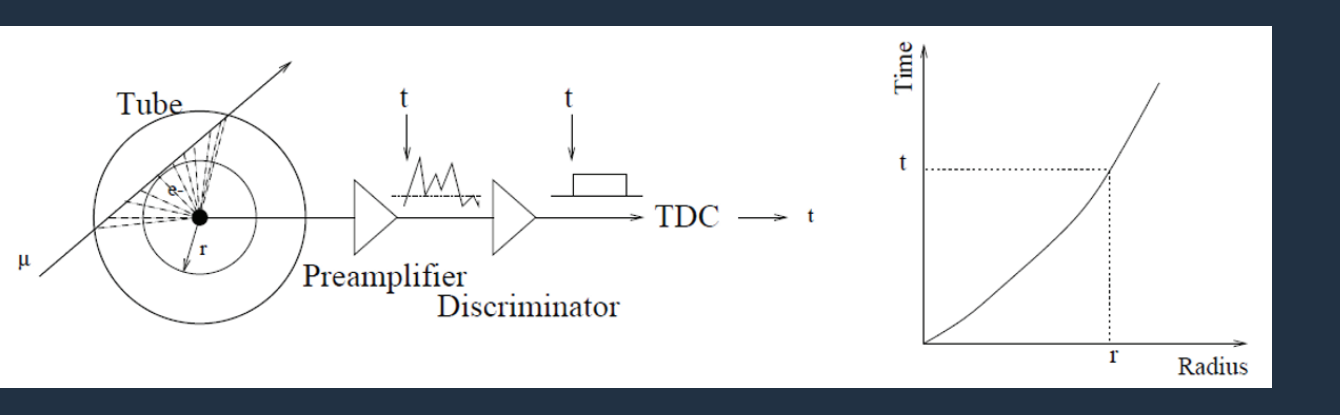 Tube
e-
r
μ
t
t
Preamplifier
Discriminator
TDC
t
Time
t
r
Radius